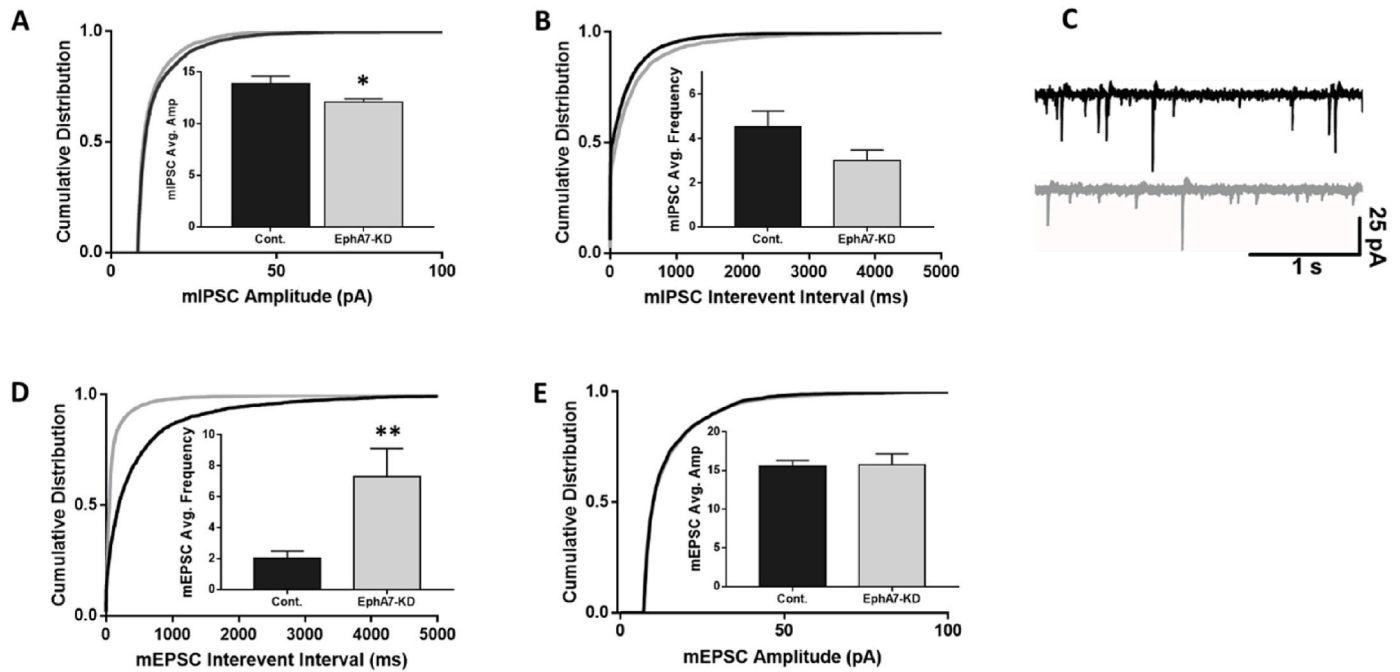 A
1.0
0.5
0.0
Cumulative Distribution
15
10
5
0
mIPSC Avg. Amp
*
Cont.
EphA7-KD
0
50
100
mIPSC Amplitude (pA)
B
1.0
0.5
0.0
Cumulative Distribution
6
4
2
0
mIPSC Avg. Frequency
Cont.
EphA7-KD
0
1000
2000
3000
4000
5000
mIPSC Interevent Interval (ms)
C
25 pA
1 s
D
1.0
0.5
0.0
Cumulative Distribution
10
8
6
4
2
0
mEPSC Avg. Frequency
**
Cont.
EphA7-KD
0
1000
2000
3000
4000
5000
mEPSC Interevent Interval (ms)
E
1.0
0.5
0.0
Cumulative Distribution
20
15
10
5
0
mEPSC Avg. Amp
Cont.
EphA7-KD
0
50
100
mEPSC Amplitude (pA)